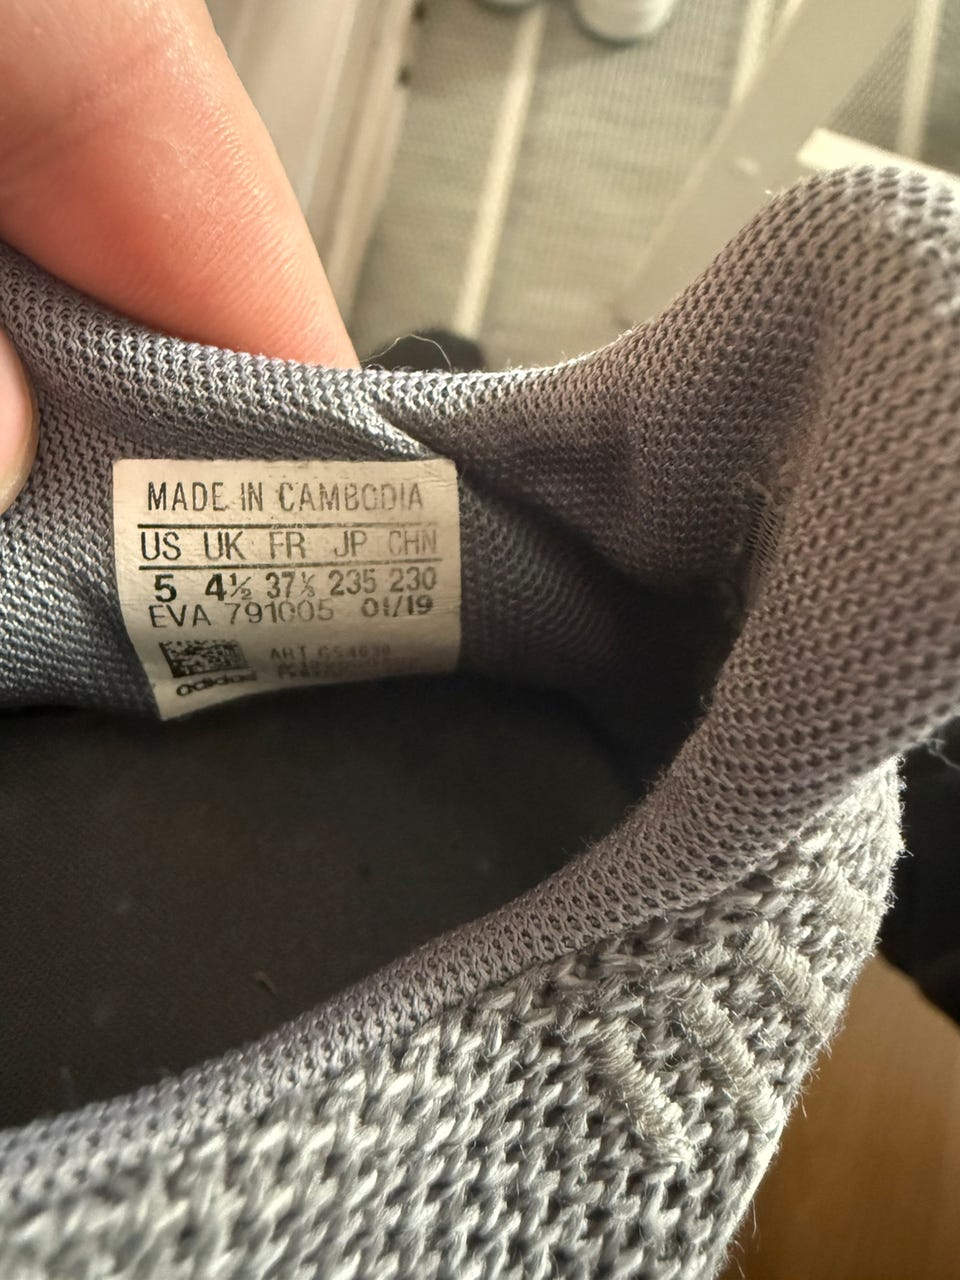 MADE IN CAMBODIA
US UK FR JP CHN
5 4½ 37⅓ 235 230
EVA 791005 01/19
ART
adidas